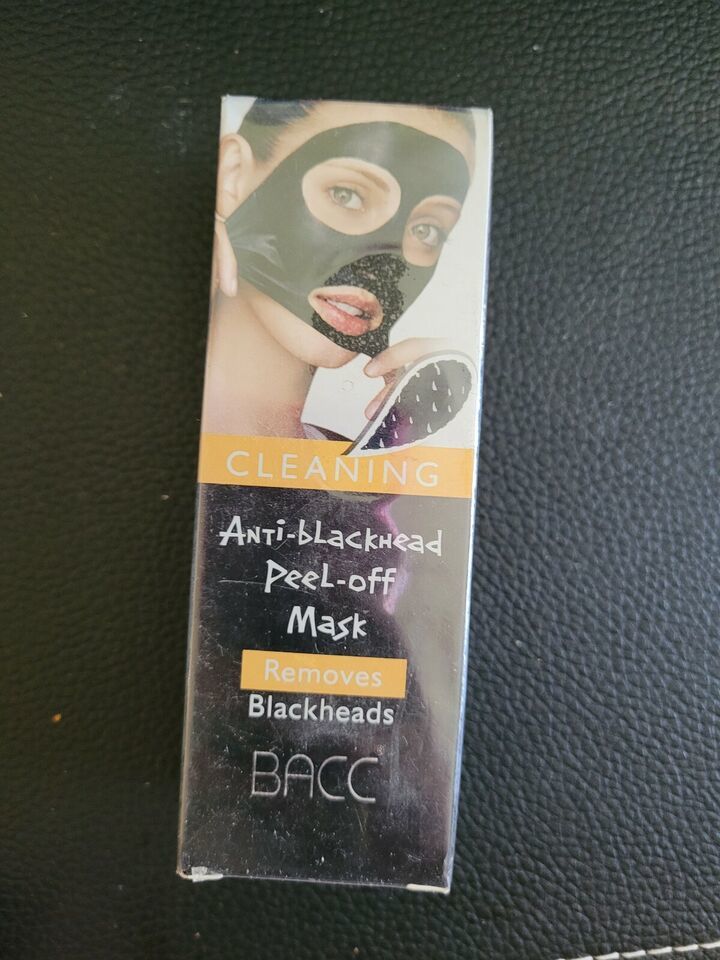 CLEANING
Anti-blackhead
Peel-off
Mask
Removes
Blackheads
BACC